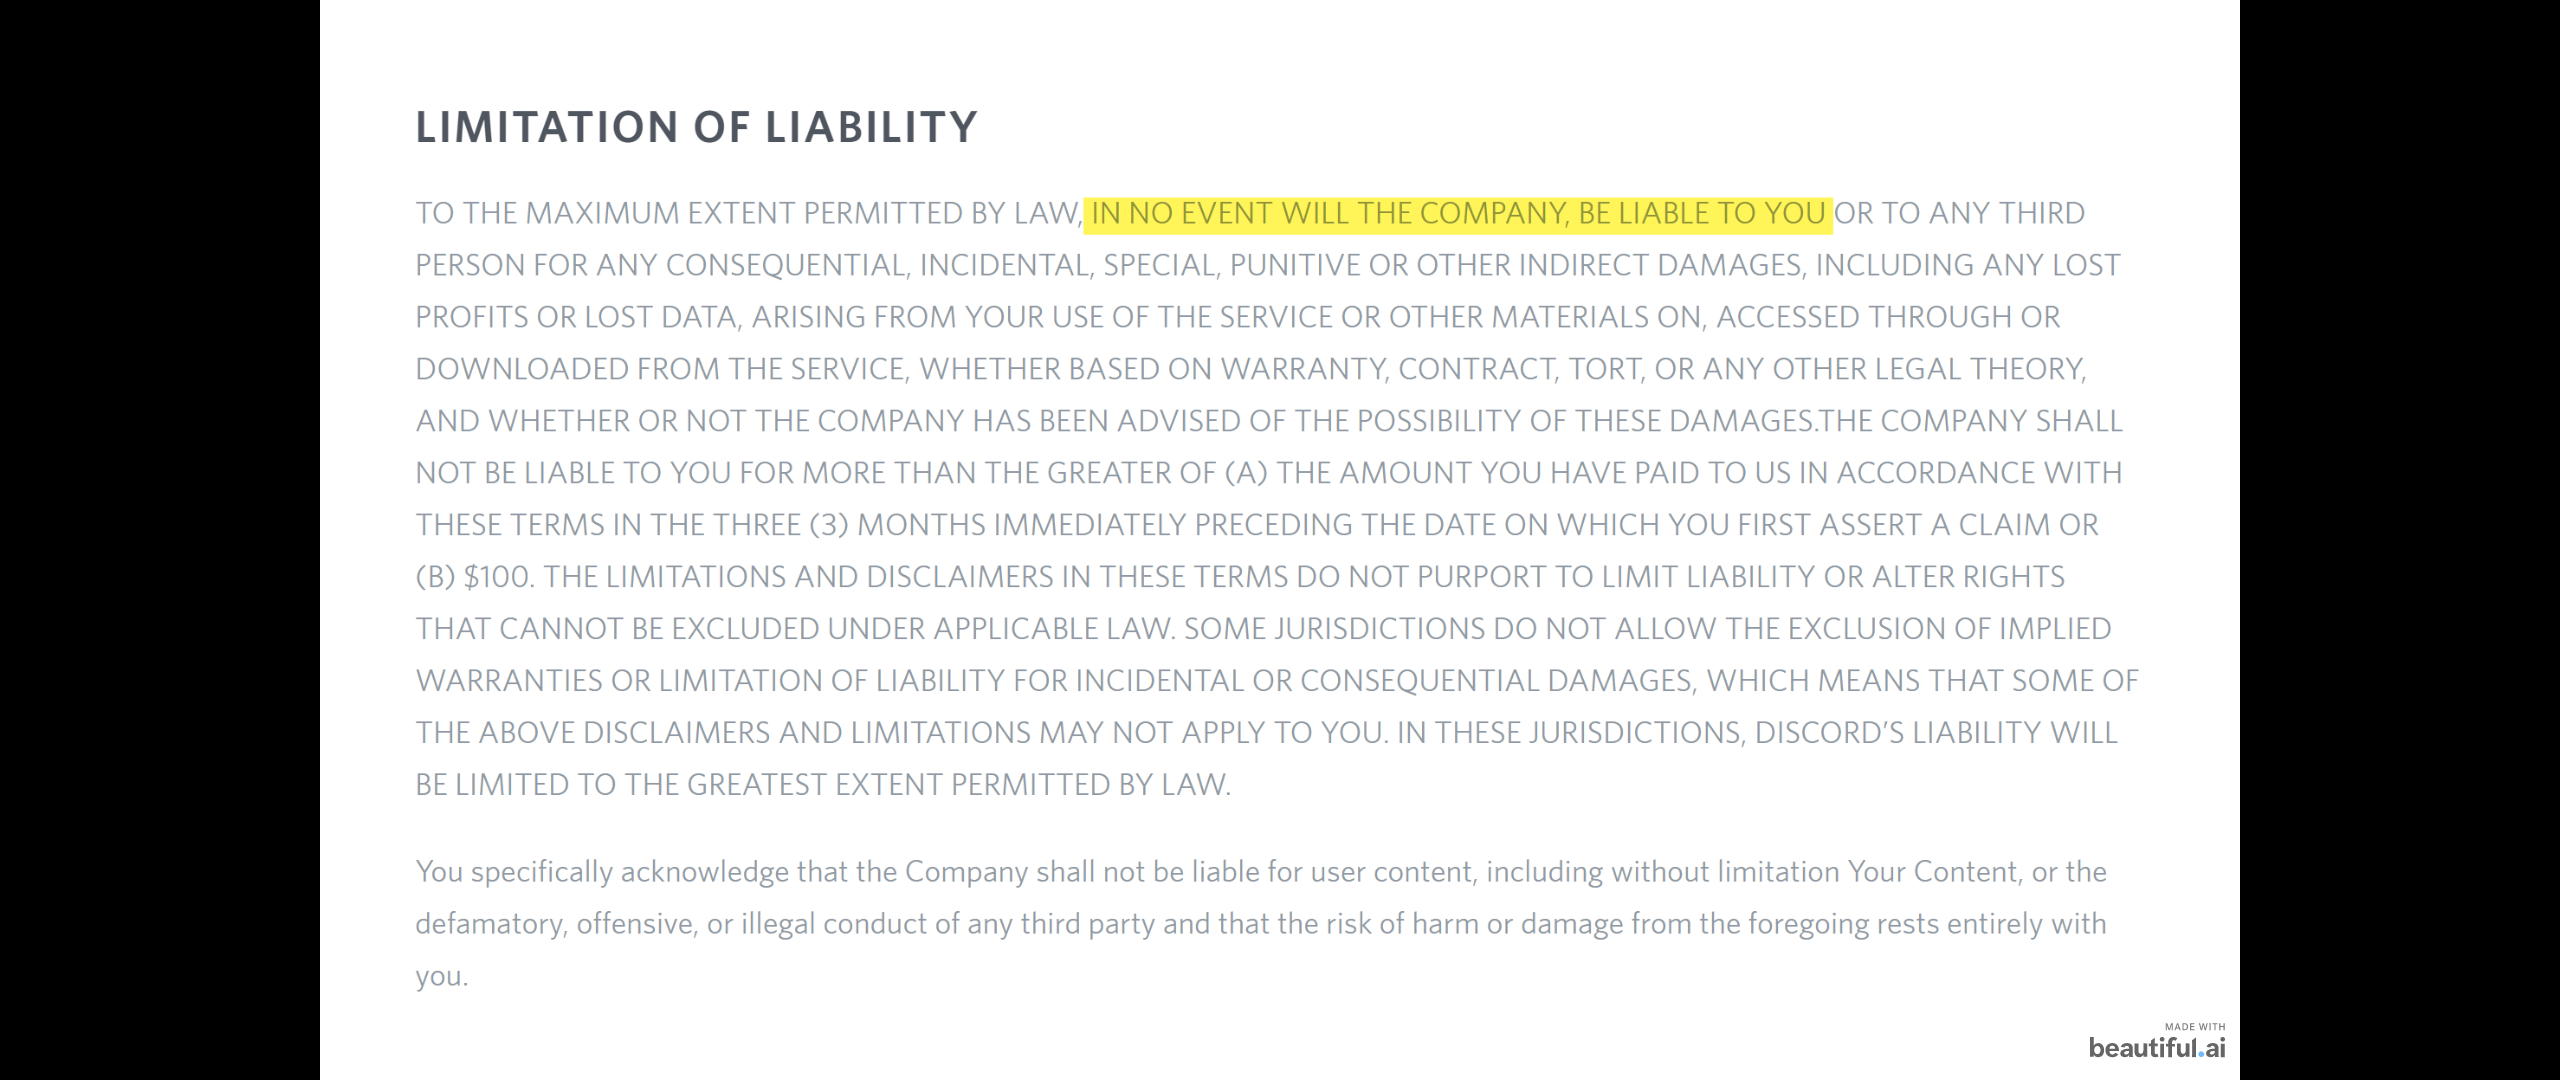 LIMITATION OF LIABILITY
TO THE MAXIMUM EXTENT PERMITTED BY LAW, IN NO EVENT WILL THE COMPANY, BE LIABLE TO YOU OR TO ANY THIRD
PERSON FOR ANY CONSEQUENTIAL, INCIDENTAL, SPECIAL, PUNITIVE OR OTHER INDIRECT DAMAGES, INCLUDING ANY LOST
PROFITS OR LOST DATA, ARISING FROM YOUR USE OF THE SERVICE OR OTHER MATERIALS ON, ACCESSED THROUGH OR
DOWNLOADED FROM THE SERVICE, WHETHER BASED ON WARRANTY, CONTRACT, TORT, OR ANY OTHER LEGAL THEORY,
AND WHETHER OR NOT THE COMPANY HAS BEEN ADVISED OF THE POSSIBILITY OF THESE DAMAGES.THE COMPANY SHALL
NOT BE LIABLE TO YOU FOR MORE THAN THE GREATER OF (A) THE AMOUNT YOU HAVE PAID TO US IN ACCORDANCE WITH
THESE TERMS IN THE THREE (3) MONTHS IMMEDIATELY PRECEDING THE DATE ON WHICH YOU FIRST ASSERT A CLAIM OR
(B) $100. THE LIMITATIONS AND DISCLAIMERS IN THESE TERMS DO NOT PURPORT TO LIMIT LIABILITY OR ALTER RIGHTS
THAT CANNOT BE EXCLUDED UNDER APPLICABLE LAW. SOME JURISDICTIONS DO NOT ALLOW THE EXCLUSION OF IMPLIED
WARRANTIES OR LIMITATION OF LIABILITY FOR INCIDENTAL OR CONSEQUENTIAL DAMAGES, WHICH MEANS THAT SOME OF
THE ABOVE DISCLAIMERS AND LIMITATIONS MAY NOT APPLY TO YOU. IN THESE JURISDICTIONS, DISCORD’S LIABILITY WILL
BE LIMITED TO THE GREATEST EXTENT PERMITTED BY LAW.
You specifically acknowledge that the Company shall not be liable for user content, including without limitation Your Content, or the
defamatory, offensive, or illegal conduct of any third party and that the risk of harm or damage from the foregoing rests entirely with
you.
MADE WITH
beautiful.ai